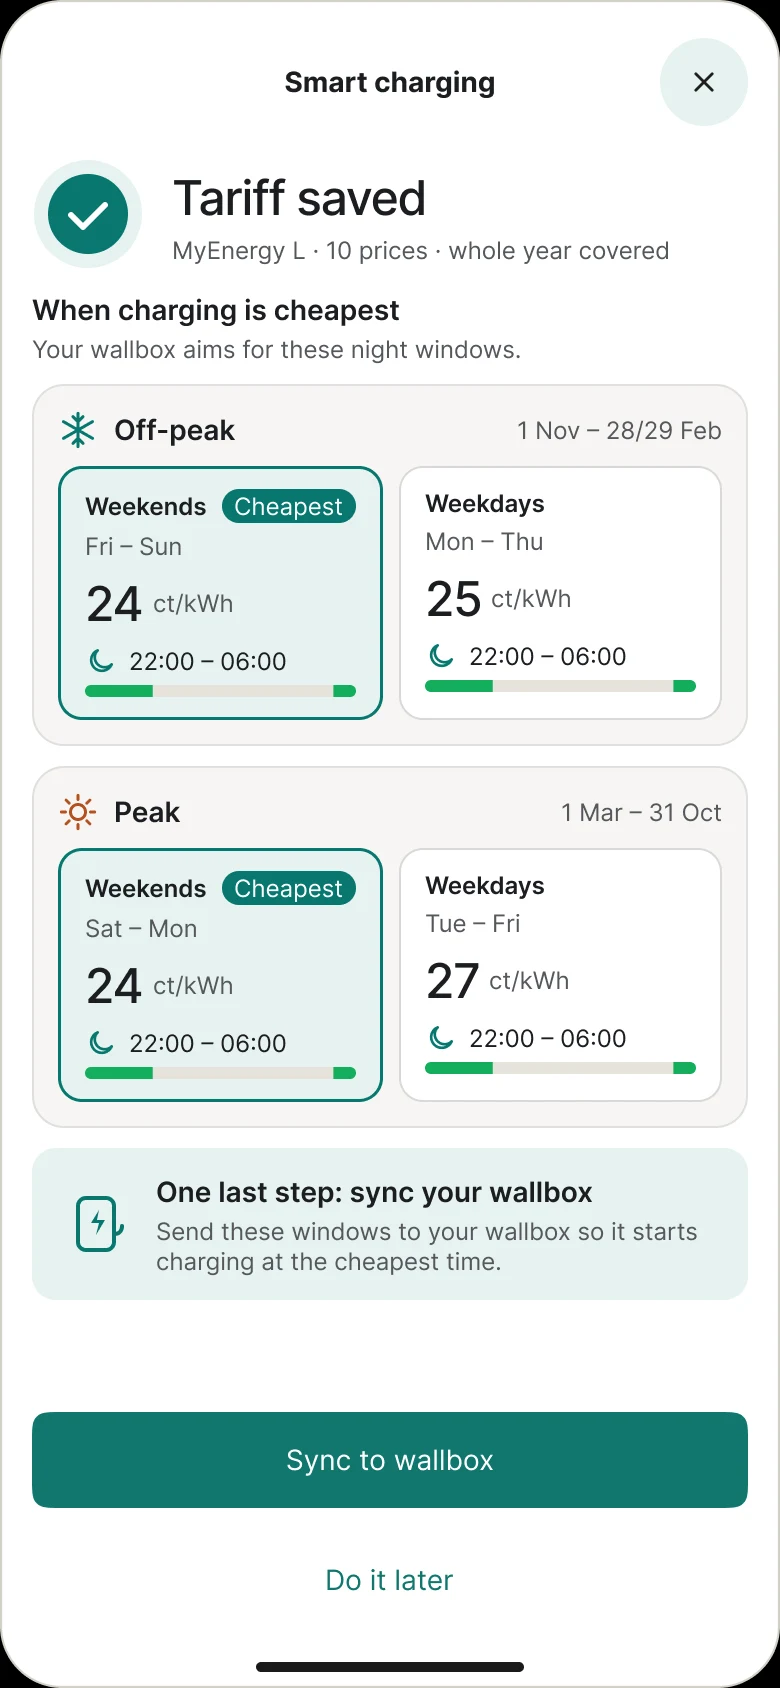 Smart charging
Tariff saved
MyEnergy L · 10 prices · whole year covered
When charging is cheapest
Your wallbox aims for these night windows.
Off-peak
1 Nov – 28/29 Feb
Weekends
Cheapest
Fri – Sun
24 ct/kWh
22:00 – 06:00
Weekdays
Mon – Thu
25 ct/kWh
22:00 – 06:00
Peak
1 Mar – 31 Oct
Weekends
Cheapest
Sat – Mon
24 ct/kWh
22:00 – 06:00
Weekdays
Tue – Fri
27 ct/kWh
22:00 – 06:00
One last step: sync your wallbox
Send these windows to your wallbox so it starts
charging at the cheapest time.
Sync to wallbox
Do it later